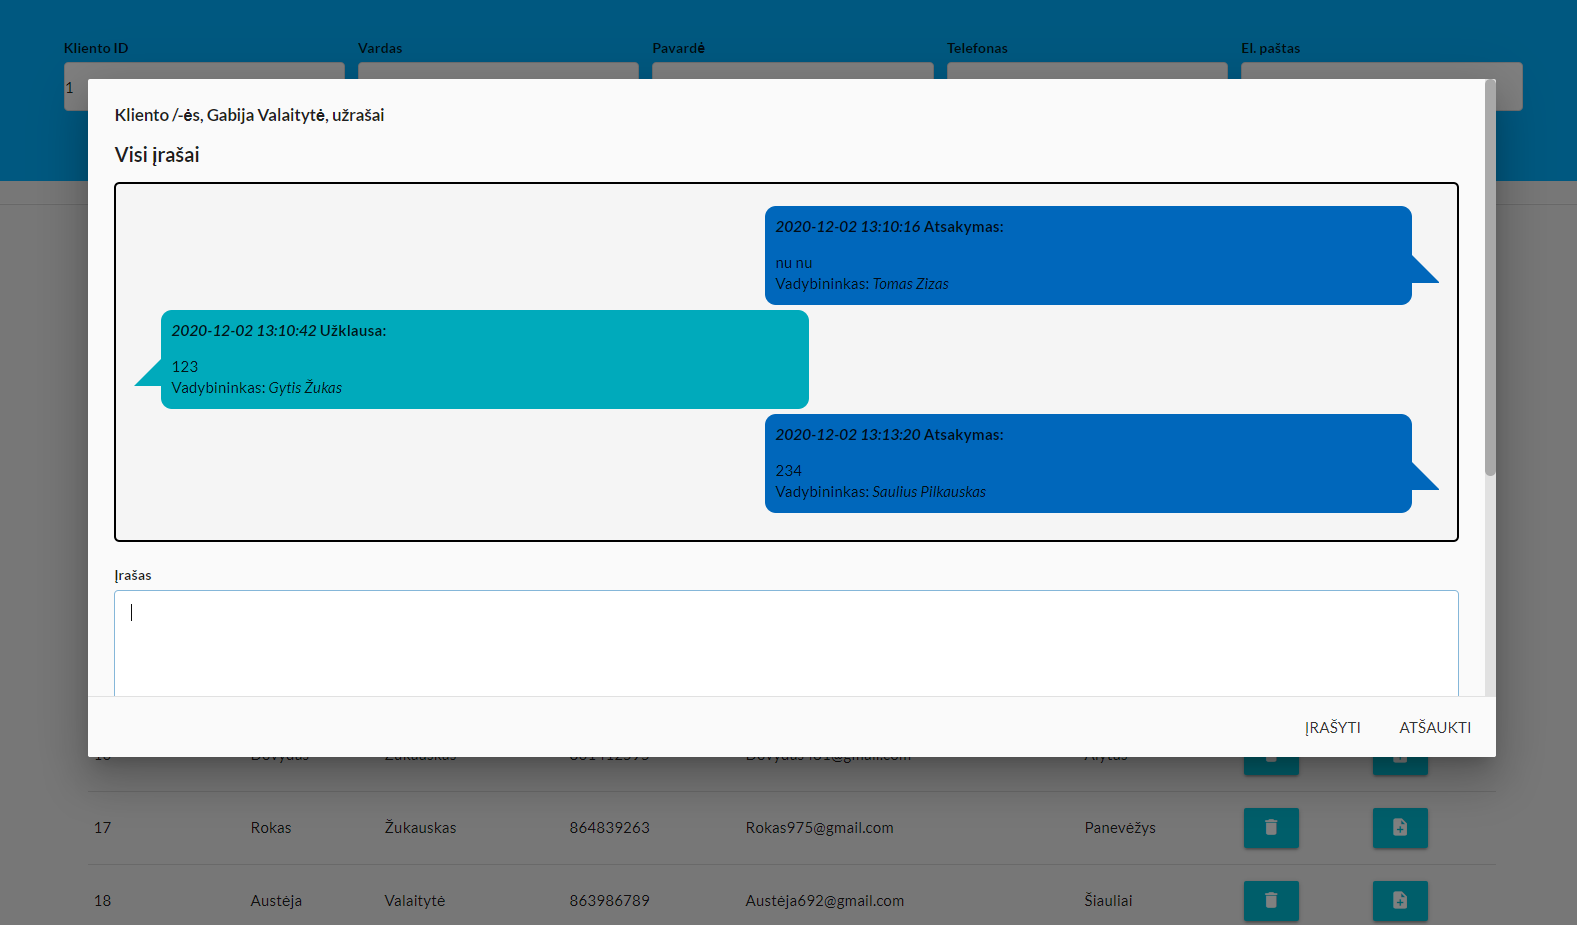 Kliento ID Vardas Pavardė Telefonas El. paštas
1
Kliento /-ės, Gabija Valaitytė, užrašai
Visi įrašai
2020-12-02 13:10:16 Atsakymas:
nu nu
Vadybininkas: Tomas Zizas
2020-12-02 13:10:42 Užklausa:
123
Vadybininkas: Gytis Žukas
2020-12-02 13:13:20 Atsakymas:
234
Vadybininkas: Saulius Pilkauskas
Įrašas
ĮRAŠYTI ATŠAUKTI
17 Rokas Žukauskas 864839263 Rokas975@gmail.com Panevėžys
18 Austėja Valaitytė 863986789 Austėja692@gmail.com Šiauliai